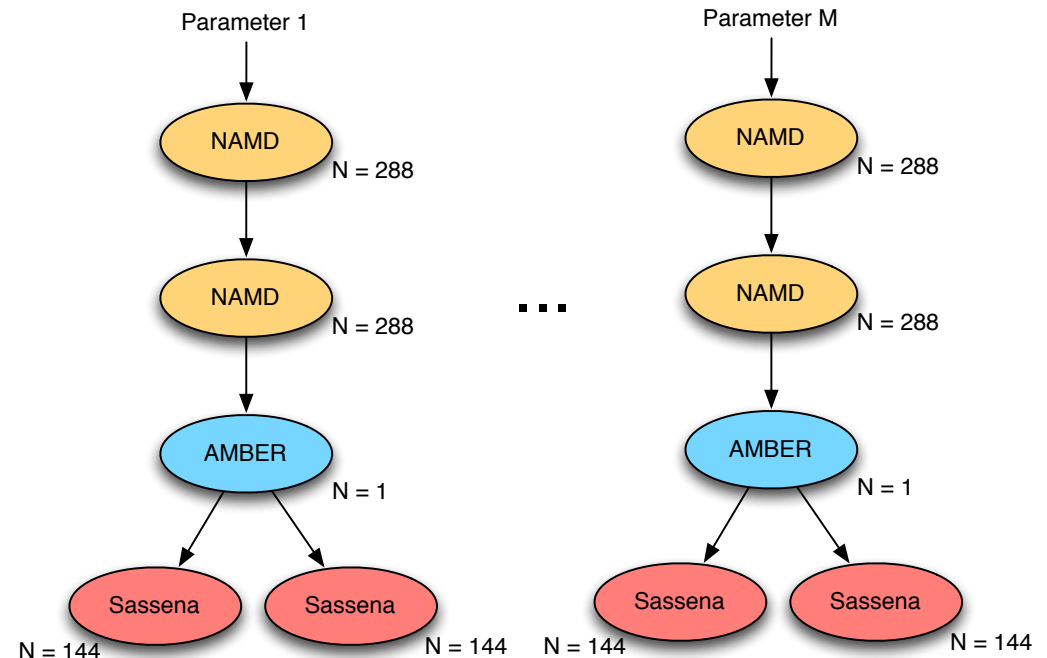 Parameter 1
NAMD
N = 288
NAMD
N = 288
AMBER
N = 1
Sassena
Sassena
N = 144
N = 144
...
Parameter M
NAMD
N = 288
NAMD
N = 288
AMBER
N = 1
Sassena
Sassena
N = 144
N = 144